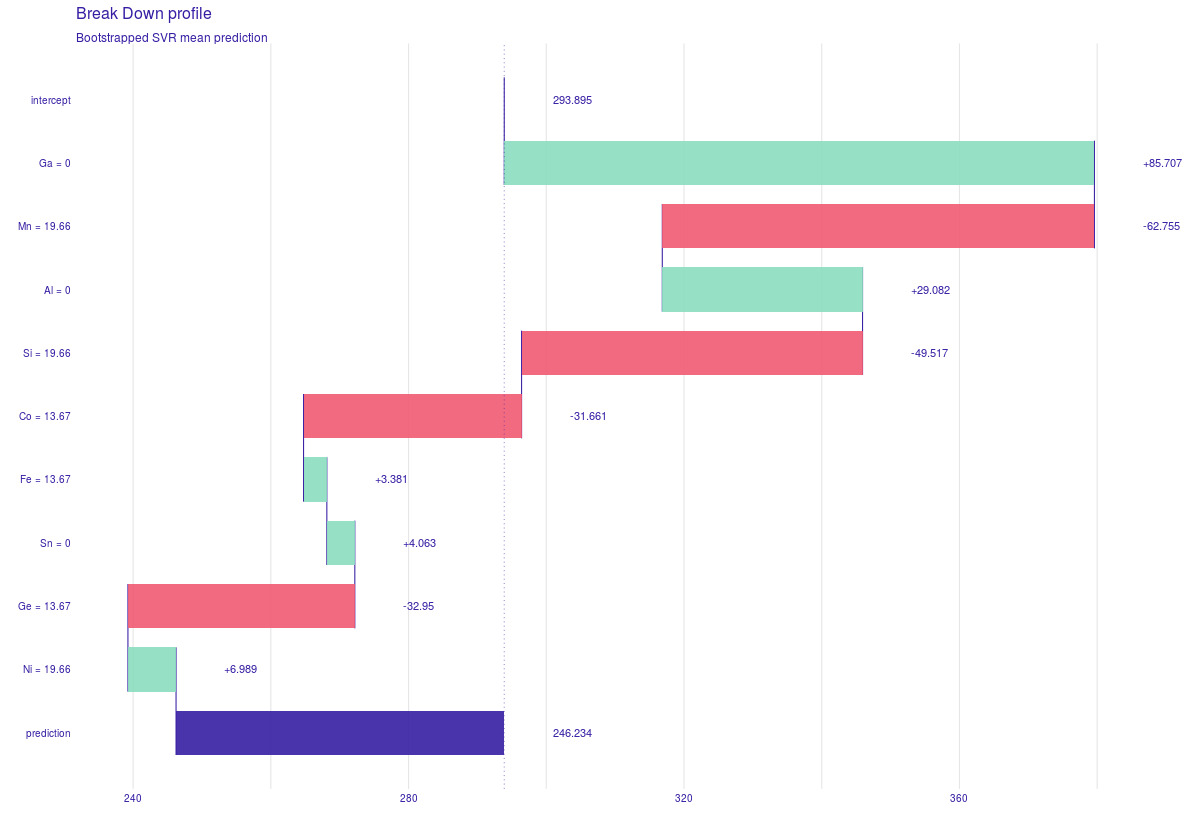 Break Down profile
Bootstrapped SVR mean prediction
intercept 293.895
Ga = 0 +85.707
Mn = 19.66 -62.755
Al = 0 +29.082
Si = 19.66 -49.517
Co = 13.67 -31.661
Fe = 13.67 +3.381
Sn = 0 +4.063
Ge = 13.67 -32.95
Ni = 19.66 +6.989
prediction 246.234
240 280 320 360